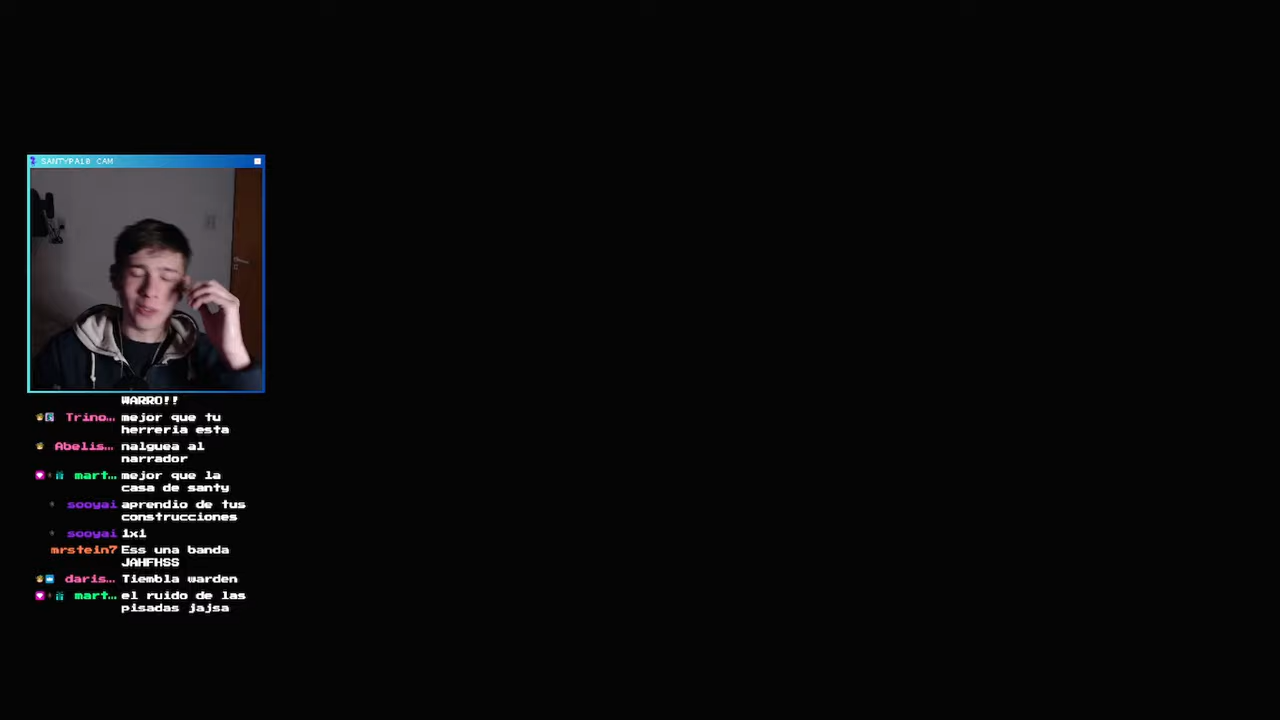 SANTYPA10 CAM
WARRO!!
Trino… mejor que tu
herreria esta
Abelis… nalguea al
narrador
mart… mejor que la
casa de santy
sooyai aprendio de tus
construcciones
sooyai 1x1
mrstein7 Ess una banda
JAHFHSS
daris… Tiembla warden
mart… el ruido de las
pisadas jajsa